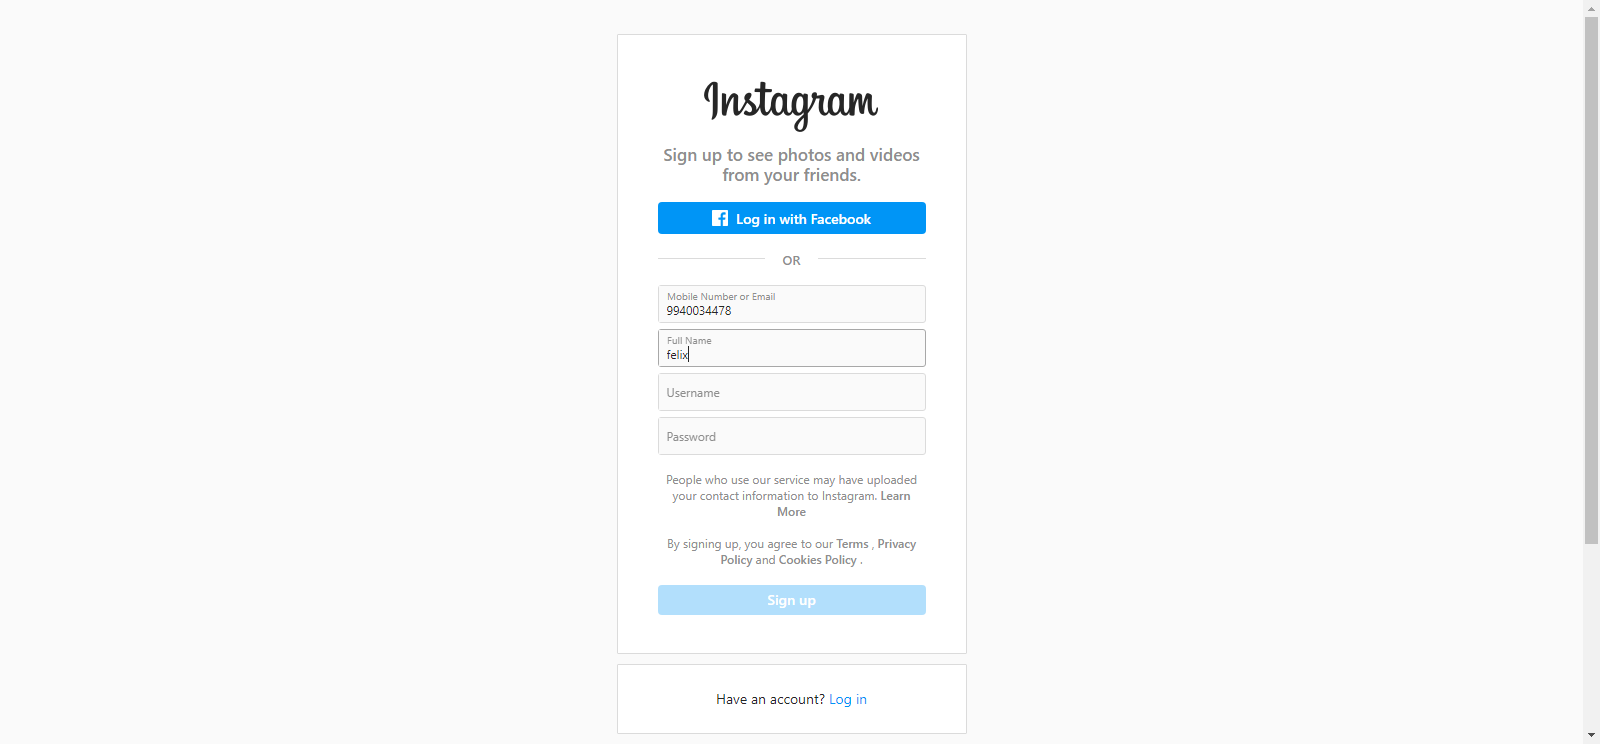 Instagram
Sign up to see photos and videos
from your friends.
Log in with Facebook
OR
Mobile Number or Email
9940034478
Full Name
felix
Username
Password
People who use our service may have uploaded
your contact information to Instagram. Learn
More
By signing up, you agree to our Terms , Privacy
Policy and Cookies Policy .
Sign up
Have an account? Log in